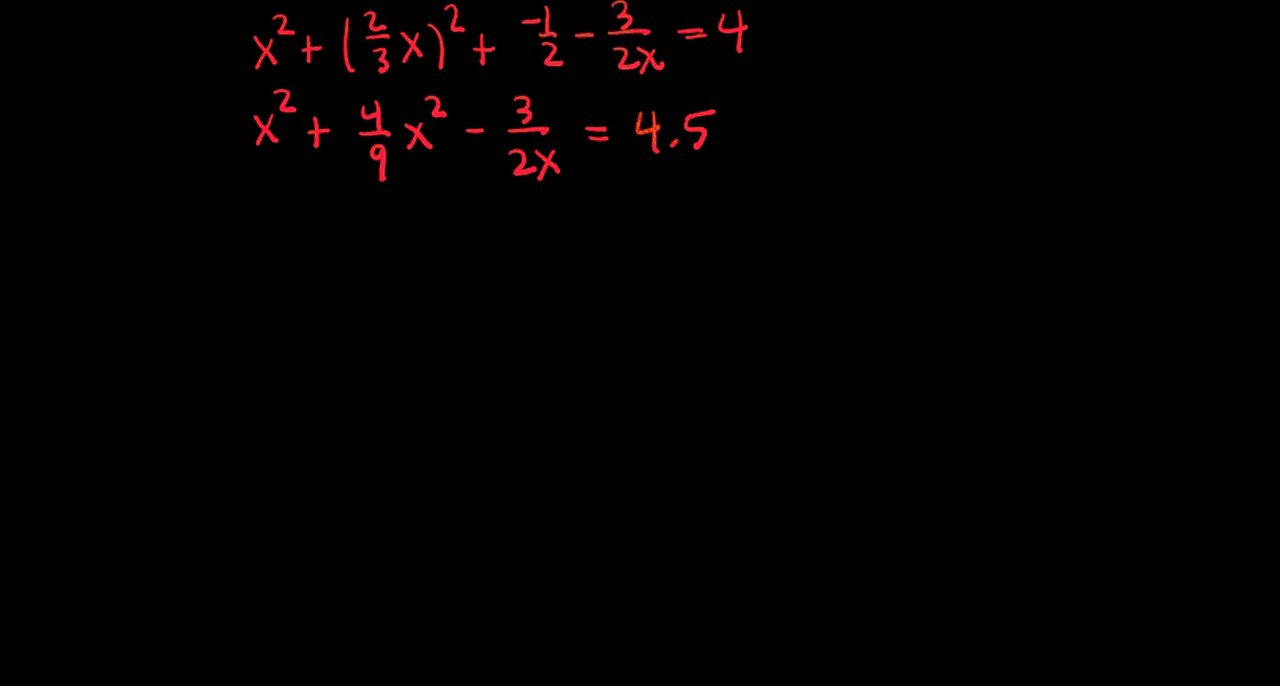 x² + (2/3 x)² + -1/2 - 3/2x = 4
x² + 4/9 x² - 3/2x = 4.5